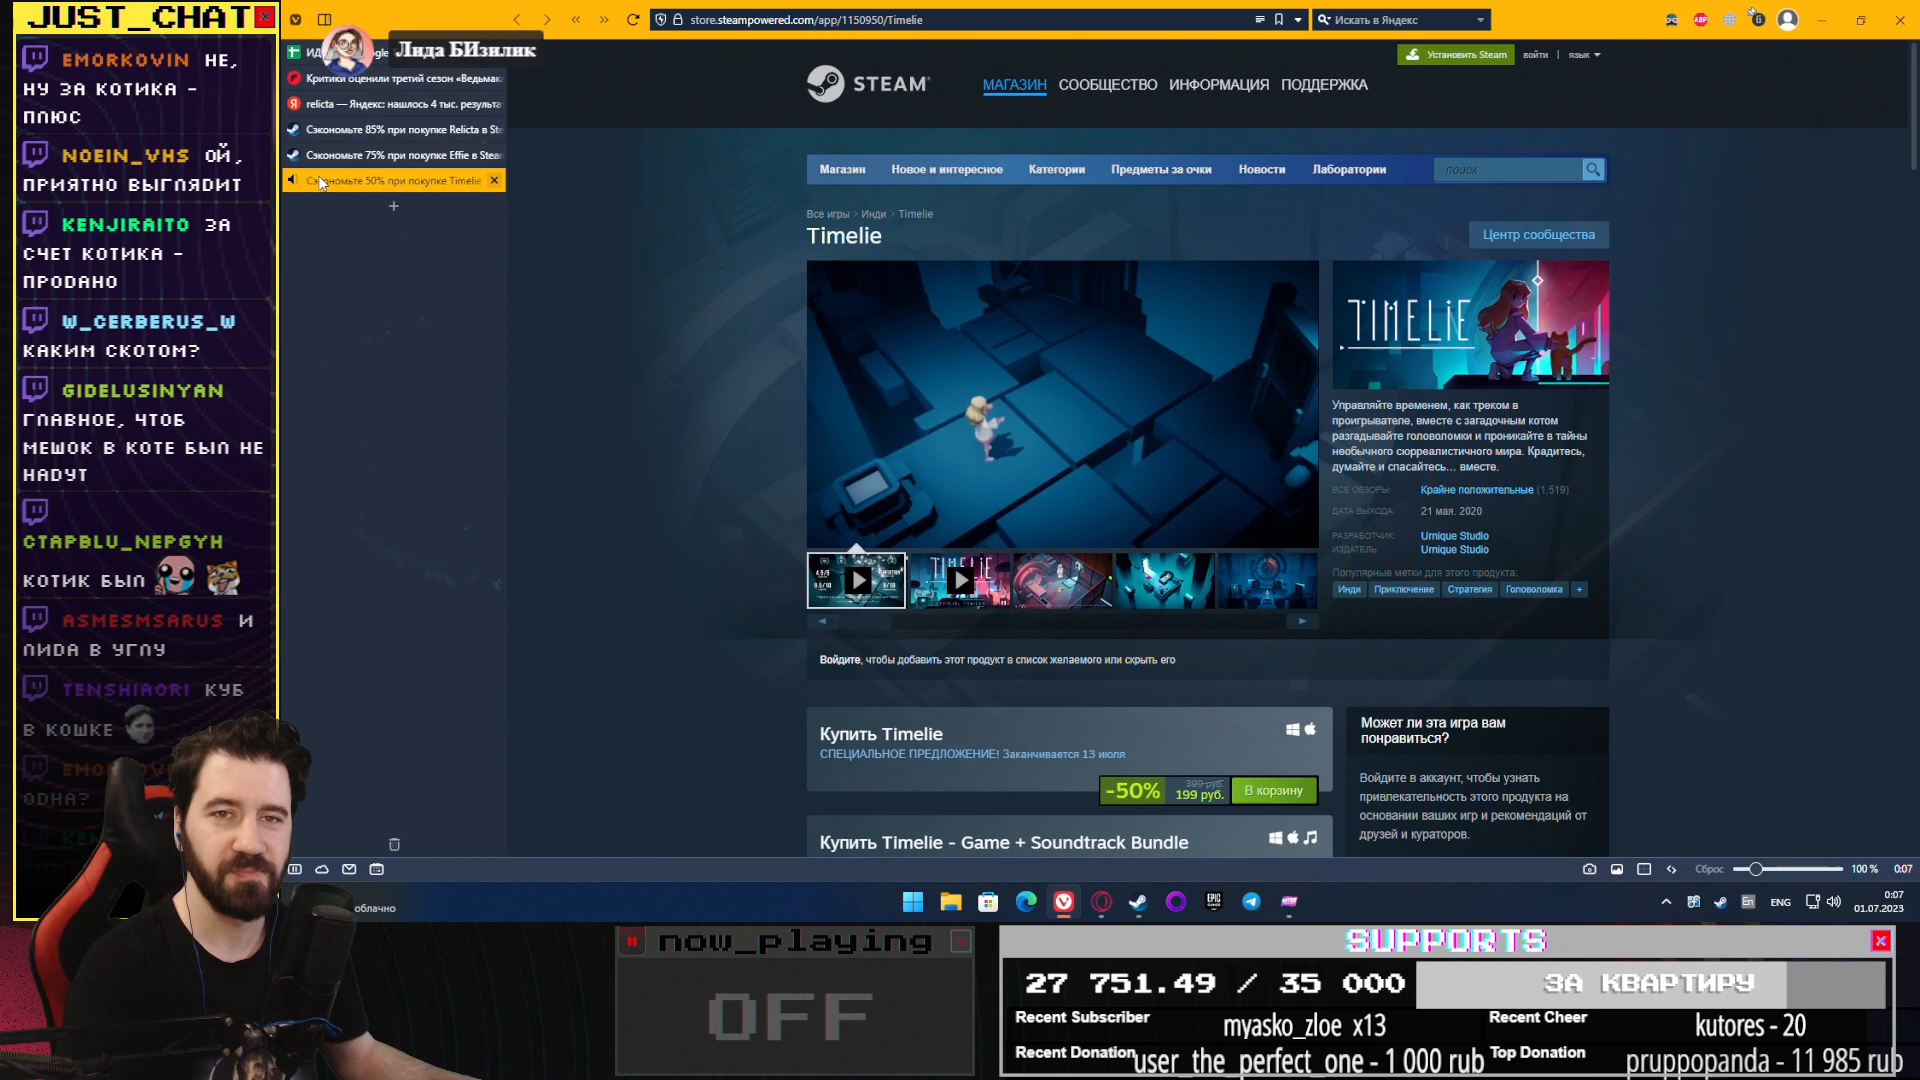 JUST_CHAT
EMORKOVIN НЕ,
НУ ЗА КОТИКА -
ПЛЮС
NOEIN_VHS ОЙ,
ПРИЯТНО ВЫГЛЯДИТ
KENJIRAITO ЗА
СЧЕТ КОТИКА -
ПРОДАНО
W_CERBERUS_W
КАКИМ СКОТОМ?
GIDELUSINYAN
ГЛАВНОЕ, ЧТОБ
МЕШОК В КОТЕ БЫЛ НЕ
НАДУТ
CTAPBLU_NEPGYH
КОТИК БЫЛ
ASMESMSARUS И
ЛИДА В УГЛУ
TENSHIAORI КУБ
В КОШКЕ
ОДНА?
Лида БИзилик
Критики оценили третий сезон «Ведьмак
relicta — Яндекс: нашлось 4 тыс. результа
Сэкономьте 85% при покупке Relicta в Ste
Сэкономьте 75% при покупке Effie в Stear
Сэкономьте 50% при покупке Timelie
store.steampowered.com/app/1150950/Timelie
Искать в Яндекс
ABP
Установить Steam
войти | язык
STEAM
МАГАЗИН СООБЩЕСТВО ИНФОРМАЦИЯ ПОДДЕРЖКА
Магазин Новое и интересное Категории Предметы за очки Новости Лаборатории
поиск
Все игры > Инди > Timelie
Timelie
Центр сообщества
TIMELIE
Управляйте временем, как треком в
проигрывателе, вместе с загадочным котом
разгадывайте головоломки и проникайте в тайны
необычного сюрреалистичного мира. Крадитесь,
думайте и спасайтесь... вместе.
ВСЕ ОБЗОРЫ: Крайне положительные (1,519)
ДАТА ВЫХОДА: 21 мая. 2020
РАЗРАБОТЧИК: Urnique Studio
ИЗДАТЕЛЬ: Urnique Studio
Популярные метки для этого продукта:
Инди Приключение Стратегия Головоломка +
Войдите, чтобы добавить этот продукт в список желаемого или скрыть его
Купить Timelie
СПЕЦИАЛЬНОЕ ПРЕДЛОЖЕНИЕ! Заканчивается 13 июля
-50% 399 руб. 199 руб. В корзину
Может ли эта игра вам
понравиться?
Войдите в аккаунт, чтобы узнать
привлекательность этого продукта на
основании ваших игр и рекомендаций от
друзей и кураторов.
Купить Timelie - Game + Soundtrack Bundle
Сброс 100 % 0:07
облачно
EPIC
ENG
0:07
01.07.2023
now_playing
OFF
SUPPORTS
27 751.49 / 35 000
ЗА КВАРТИРУ
Recent Subscriber myasko_zloe x13
Recent Cheer kutores - 20
Recent Donation user_the_perfect_one - 1 000 rub
Top Donation pruppopanda - 11 985 rub